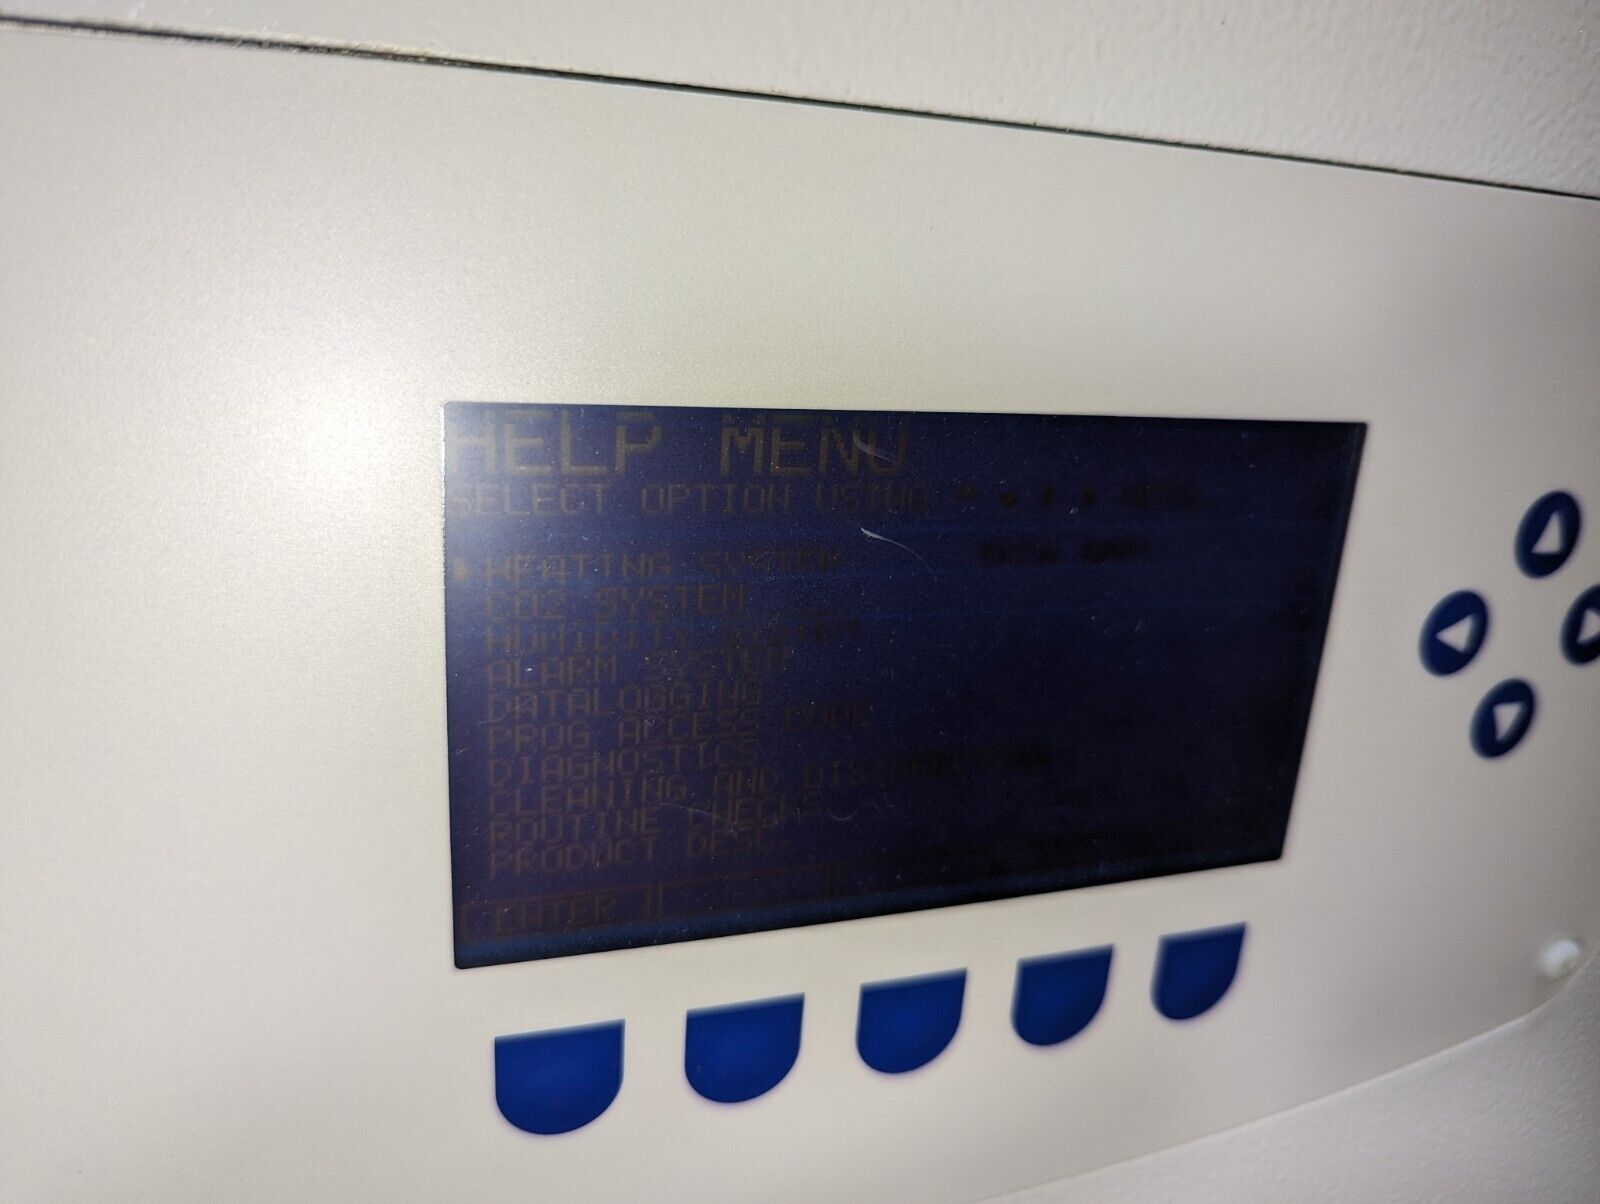 HELP MENU
SELECT OPTION USING
HEATING SYSTEM
CO2 SYSTEM
HUMIDITY SYSTEM
ALARM SYSTEM
DATALOGGING
PROG ACCESS CODE
DIAGNOSTICS
CLEANING AND
ROUTINE CHECKS
PRODUCT DESC.
ENTER